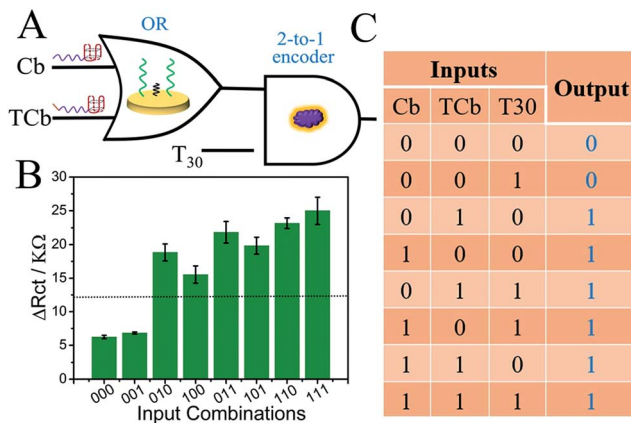 A
OR
Cb
TCb
2-to-1
encoder
T30
B
ΔRct / KΩ
30
25
20
15
10
5
0
000 001 010 100 011 101 110 111
Input Combinations
C
Inputs Output
Cb TCb T30
0 0 0 0
0 0 1 0
0 1 0 1
1 0 0 1
0 1 1 1
1 0 1 1
1 1 0 1
1 1 1 1